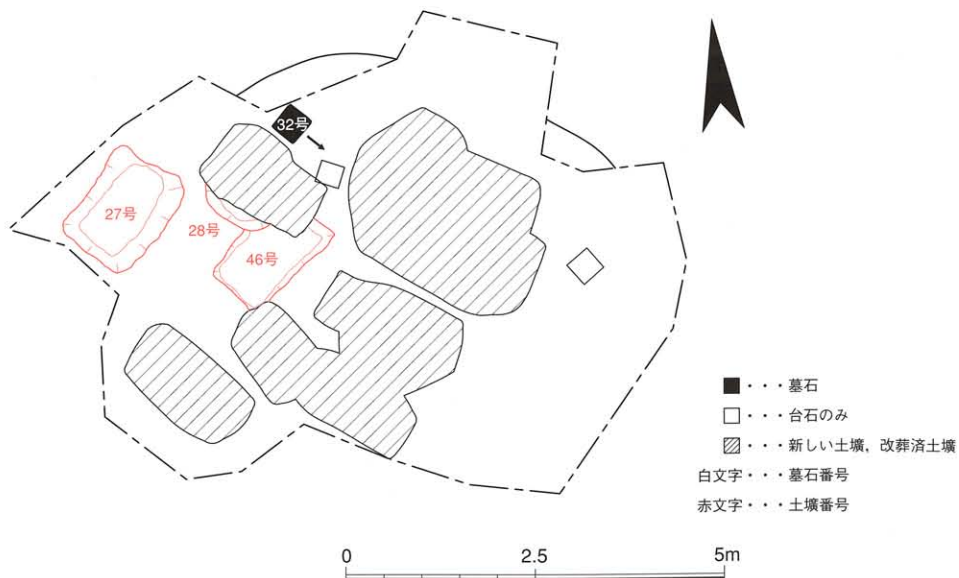 32号
27号
28号
46号
■・・・墓石
□・・・台石のみ
・・・新しい土壙，改葬済土壙
白文字・・・墓石番号
赤文字・・・土壙番号
0 2.5 5m